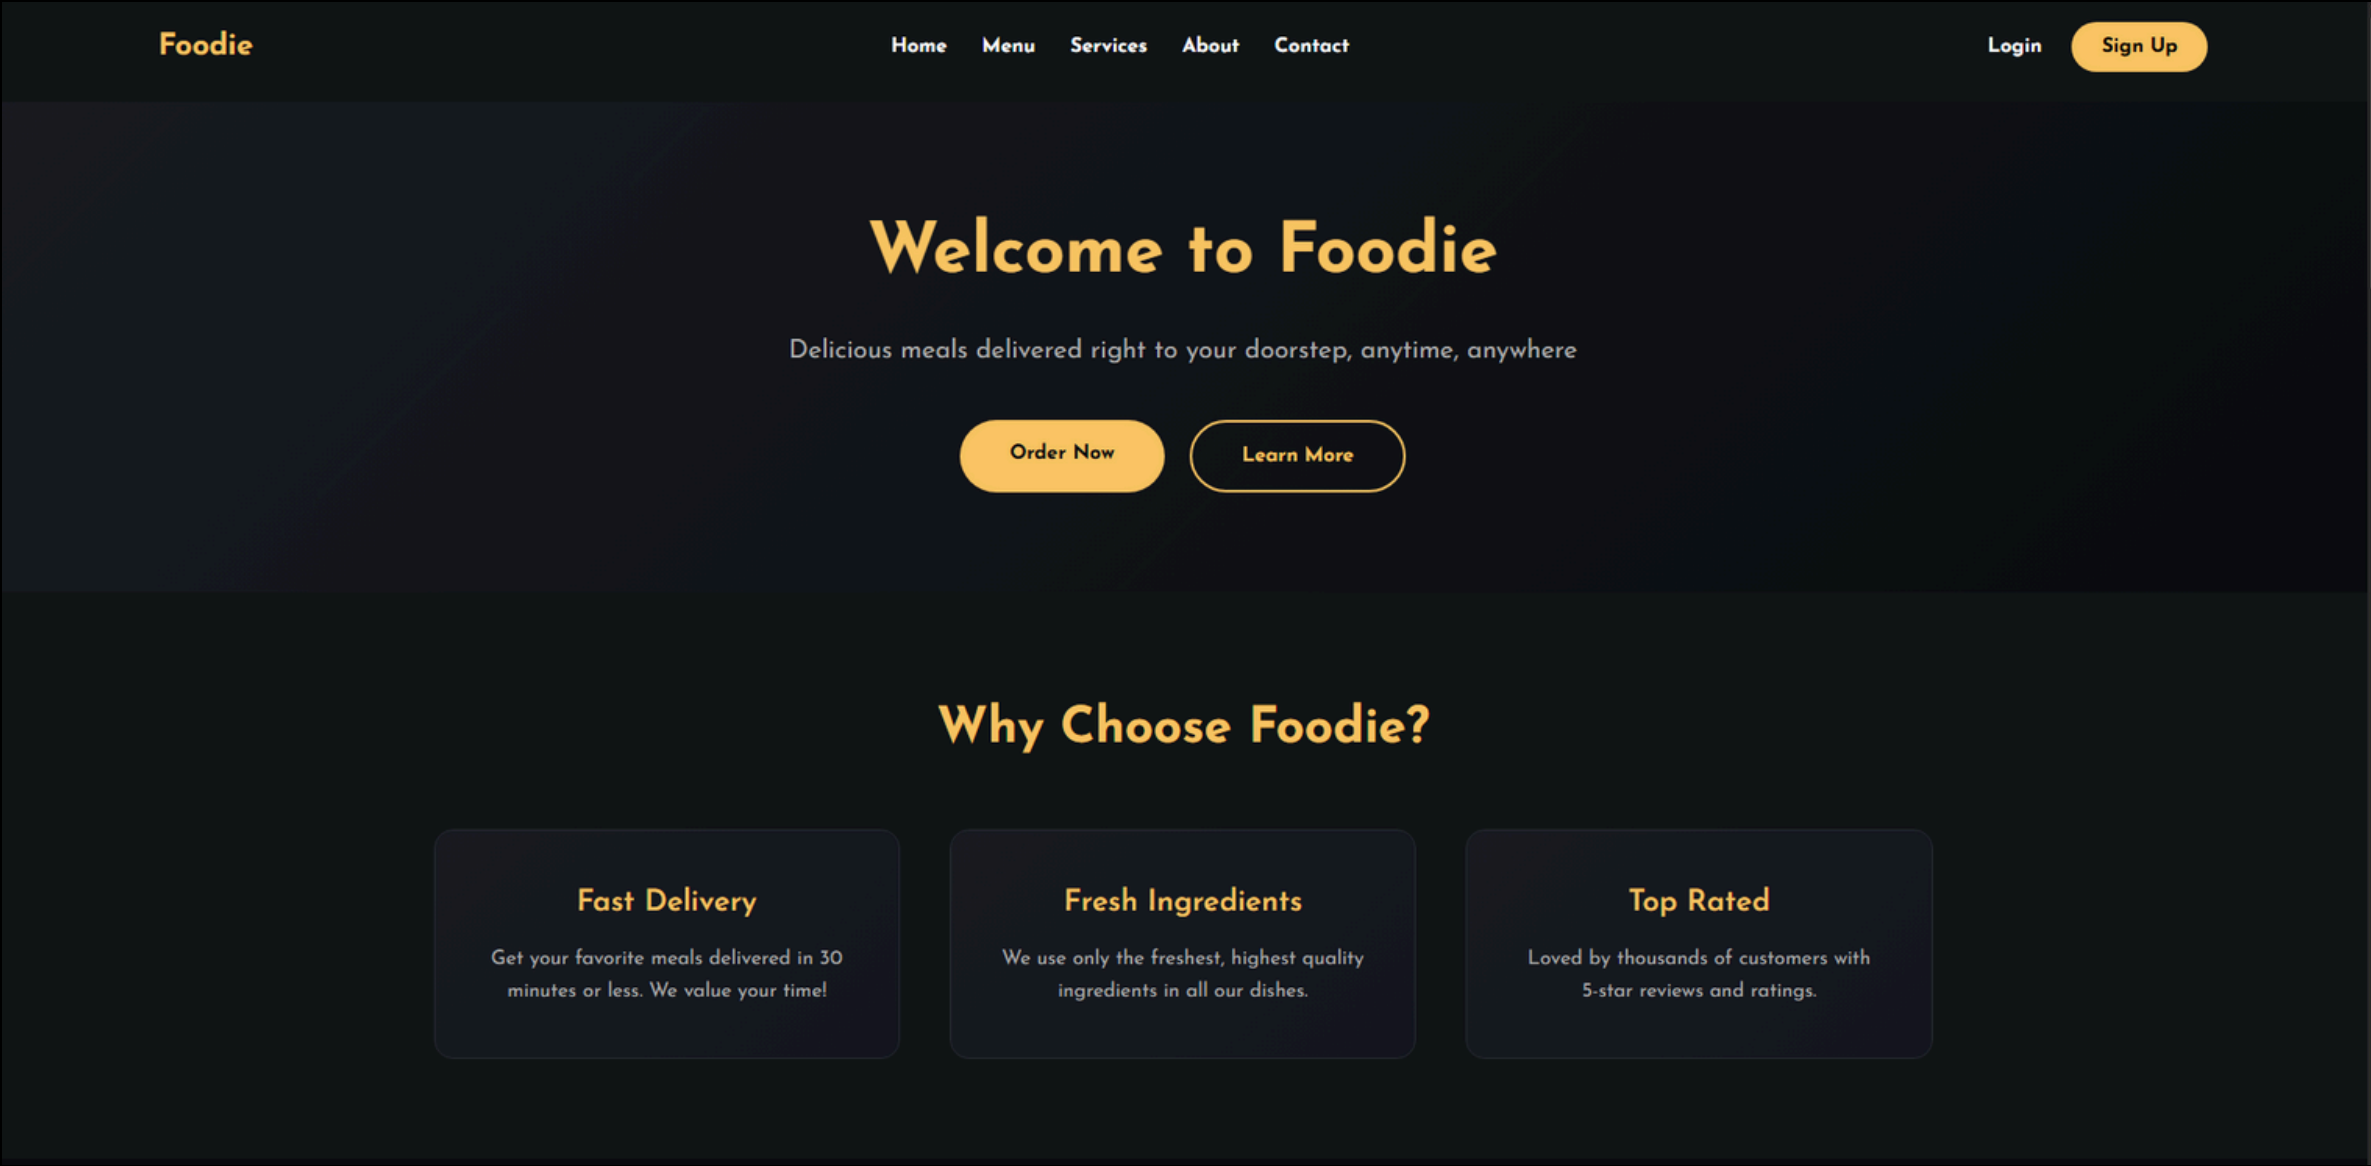 Foodie
Home Menu Services About Contact
Login Sign Up
Welcome to Foodie
Delicious meals delivered right to your doorstep, anytime, anywhere
Order Now
Learn More
Why Choose Foodie?
Fast Delivery
Get your favorite meals delivered in 30
minutes or less. We value your time!
Fresh Ingredients
We use only the freshest, highest quality
ingredients in all our dishes.
Top Rated
Loved by thousands of customers with
5-star reviews and ratings.